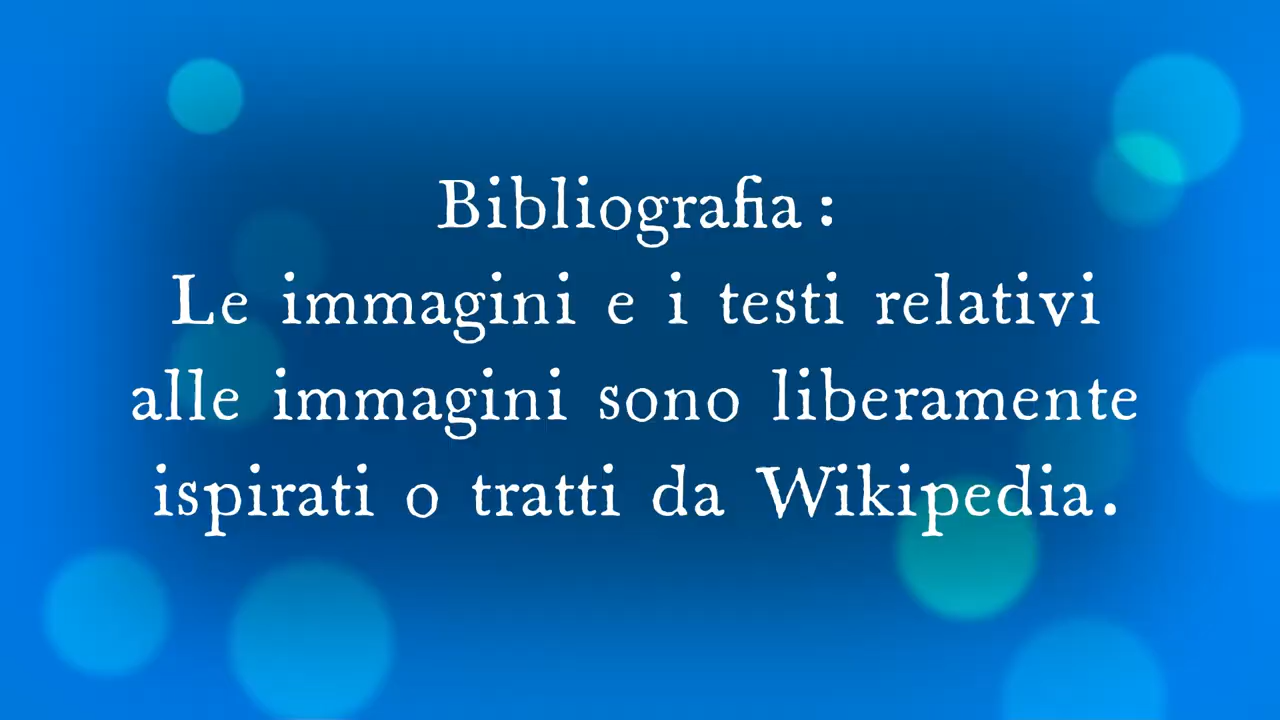 Bibliografia :
Le immagini e i testi relativi
alle immagini sono liberamente
ispirati o tratti da Wikipedia.